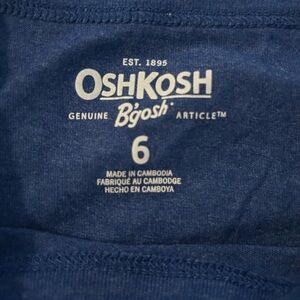 EST. 1895
OSHKOSH
GENUINE B'gosh® ARTICLE™
6
MADE IN CAMBODIA
FABRIQUÉ AU CAMBODGE
HECHO EN CAMBOYA